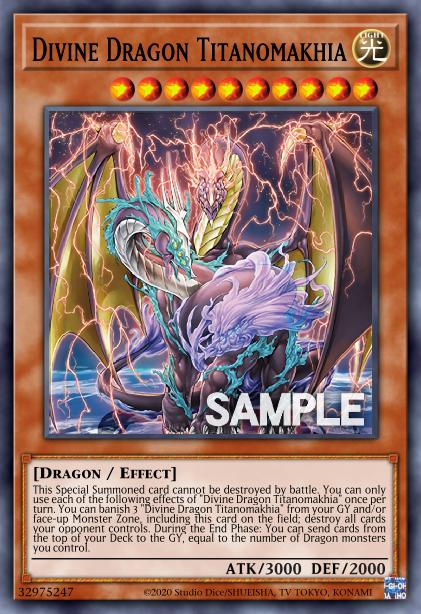 DIVINE DRAGON TITANOMAKHIA
LIGHT
光
SAMPLE
[DRAGON / EFFECT]
This Special Summoned card cannot be destroyed by battle. You can only
use each of the following effects of "Divine Dragon Titanomakhia" once per
turn. You can banish 3 "Divine Dragon Titanomakhia" from your GY and/or
face-up Monster Zone, including this card on the field; destroy all cards
your opponent controls. During the End Phase: You can send cards from
the top of your Deck to the GY, equal to the number of Dragon monsters
you control.
ATK/3000 DEF/2000
32975247 ©2020 Studio Dice/SHUEISHA, TV TOKYO, KONAMI